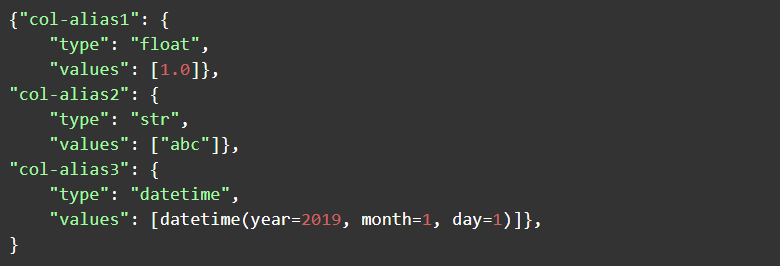 {"col-alias1": {
    "type": "float",
    "values": [1.0]},
"col-alias2": {
    "type": "str",
    "values": ["abc"]},
"col-alias3": {
    "type": "datetime",
    "values": [datetime(year=2019, month=1, day=1)]},
}